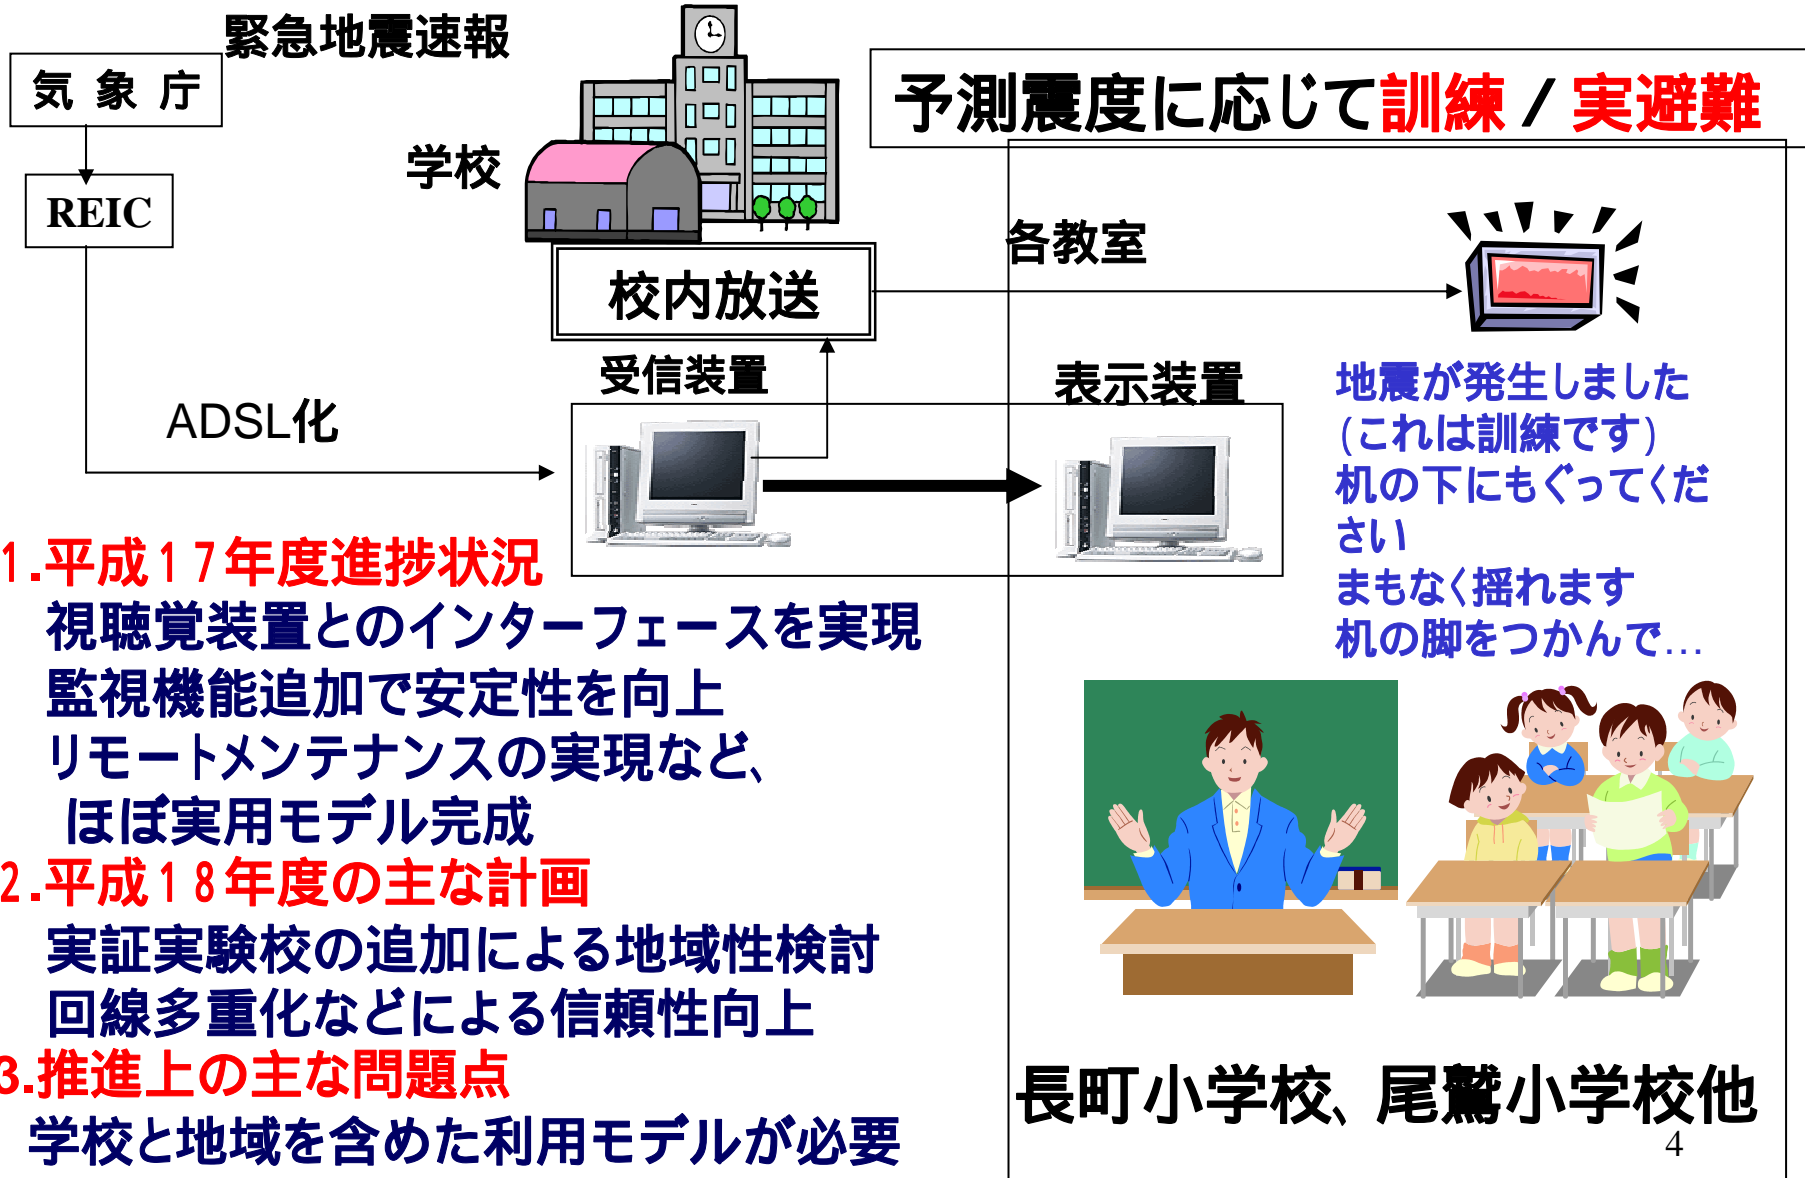 緊急地震速報
気 象 庁
REIC
学校
予測震度に応じて訓練／実避難
校内放送
各教室
受信装置
表示装置
ADSL化
地震が発生しました
(これは訓練です)
机の下にもぐってくだ
さい
まもなく揺れます
机の脚をつかんで…
1.平成１７年度進捗状況
視聴覚装置とのインターフェースを実現
監視機能追加で安定性を向上
リモートメンテナンスの実現など、
ほぼ実用モデル完成
2.平成１８年度の主な計画
実証実験校の追加による地域性検討
回線多重化などによる信頼性向上
3.推進上の主な問題点
学校と地域を含めた利用モデルが必要
長町小学校、尾鷲小学校他
4